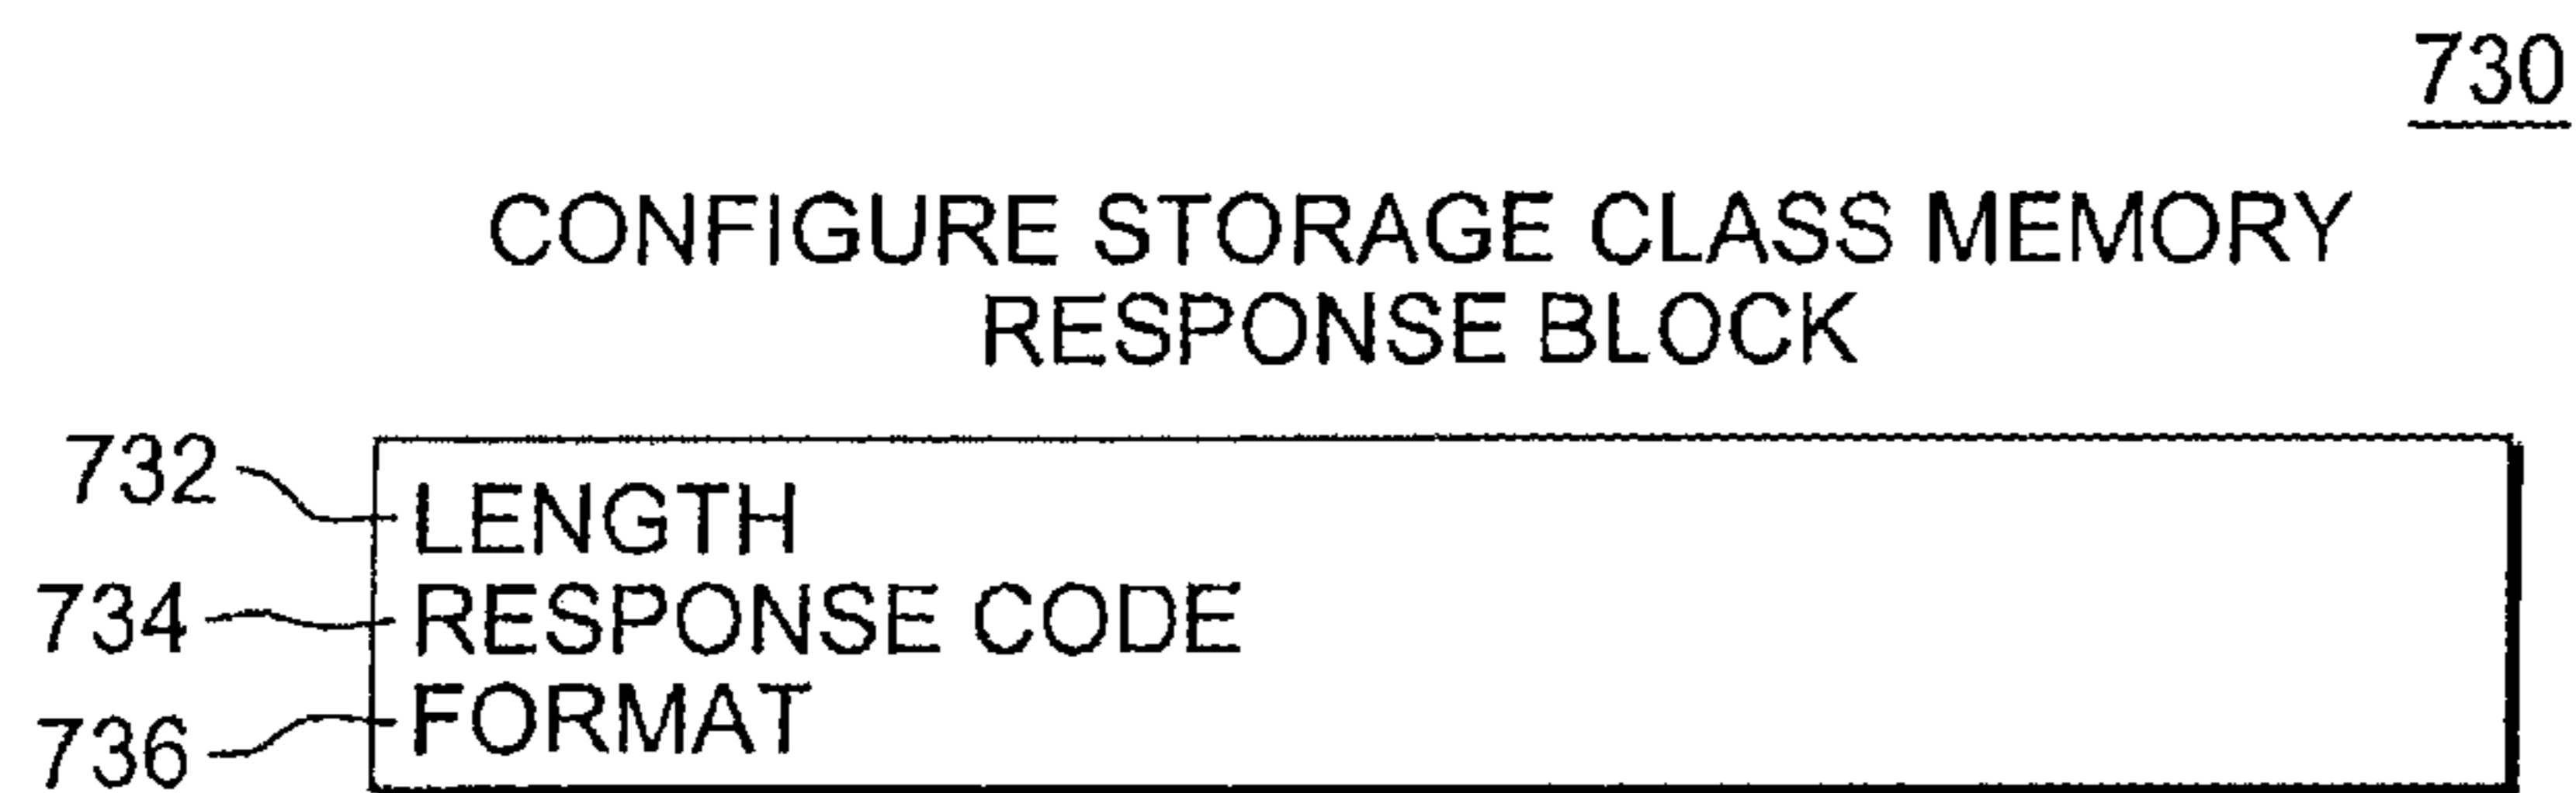 730
CONFIGURE STORAGE CLASS MEMORY
RESPONSE BLOCK
732 LENGTH
734 RESPONSE CODE
736 FORMAT